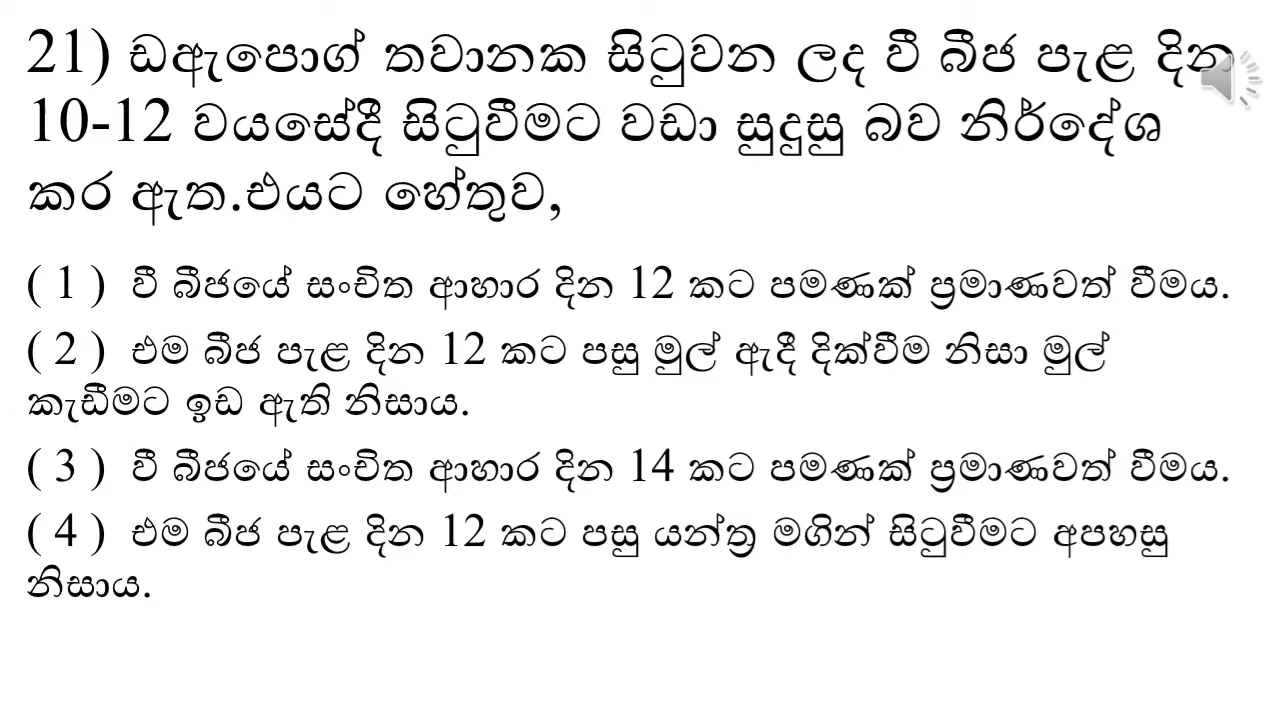 21) ඩඇපොග් තවානක සිටුවන ලද වී බීජ පැළ දින
10-12 වයසේදී සිටුවීමට වඩා සුදුසු බව නිර්දේශ
කර ඇත.එයට හේතුව,
( 1 ) වී බීජයේ සංචිත ආහාර දින 12 කට පමණක් ප්‍රමාණවත් වීමය.
( 2 ) එම බීජ පැළ දින 12 කට පසු මුල් ඇදී දික්වීම නිසා මුල්
කැඩීමට ඉඩ ඇති නිසාය.
( 3 ) වී බීජයේ සංචිත ආහාර දින 14 කට පමණක් ප්‍රමාණවත් වීමය.
( 4 ) එම බීජ පැළ දින 12 කට පසු යන්ත්‍ර මගින් සිටුවීමට අපහසු
නිසාය.